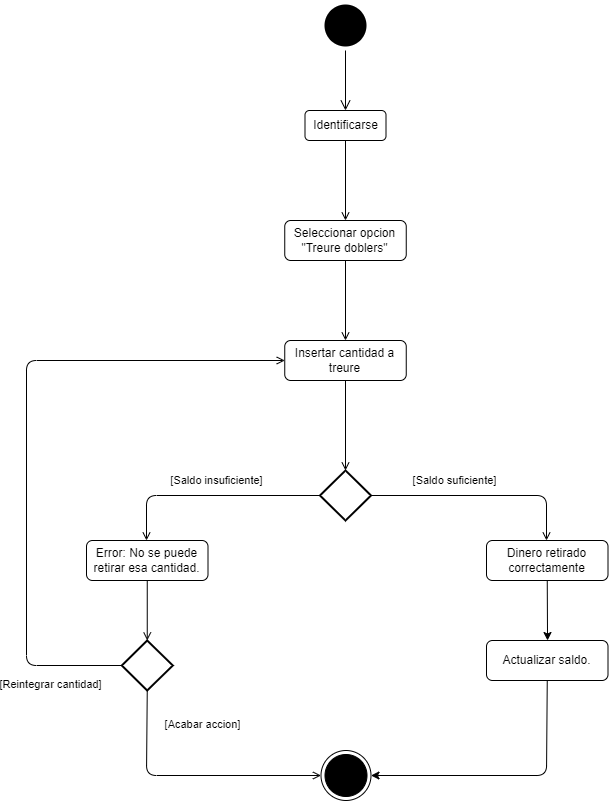 Identificarse
Seleccionar opcion
"Treure doblers"
Insertar cantidad a
treure
[Saldo insuficiente]
[Saldo suficiente]
Error: No se puede
retirar esa cantidad.
Dinero retirado
correctamente
Actualizar saldo.
[Reintegrar cantidad]
[Acabar accion]